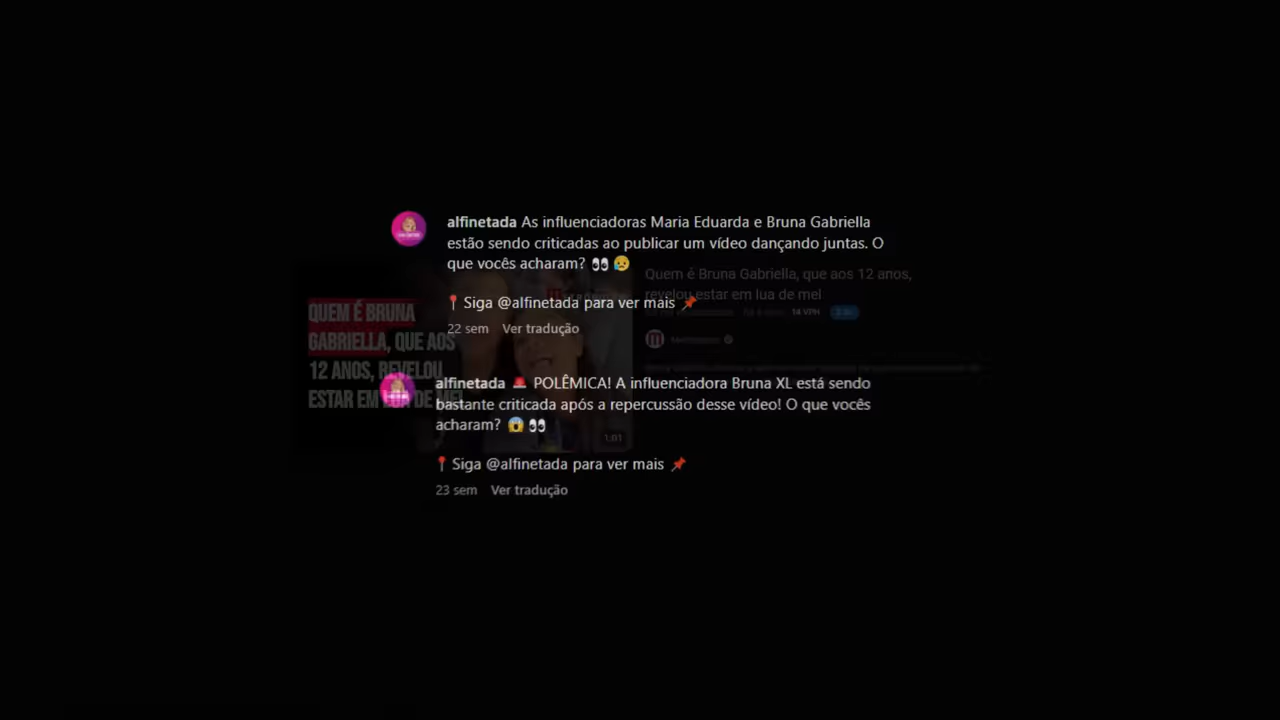 alfinetada As influenciadoras Maria Eduarda e Bruna Gabriella
estão sendo criticadas ao publicar um vídeo dançando juntas. O
que vocês acharam? 👀 😥
📍 Siga @alfinetada para ver mais 📌
22 sem Ver tradução
QUEM É BRUNA
GABRIELLA, QUE AOS
12 ANOS, REVELOU
ESTAR EM LUA DE MEL
1:01
Quem é Bruna Gabriella, que aos 12 anos,
revelou estar em lua de mel
14 VPH
alfinetada 🚨 POLÊMICA! A influenciadora Bruna XL está sendo
bastante criticada após a repercussão desse vídeo! O que vocês
acharam? 😱 👀
📍 Siga @alfinetada para ver mais 📌
23 sem Ver tradução